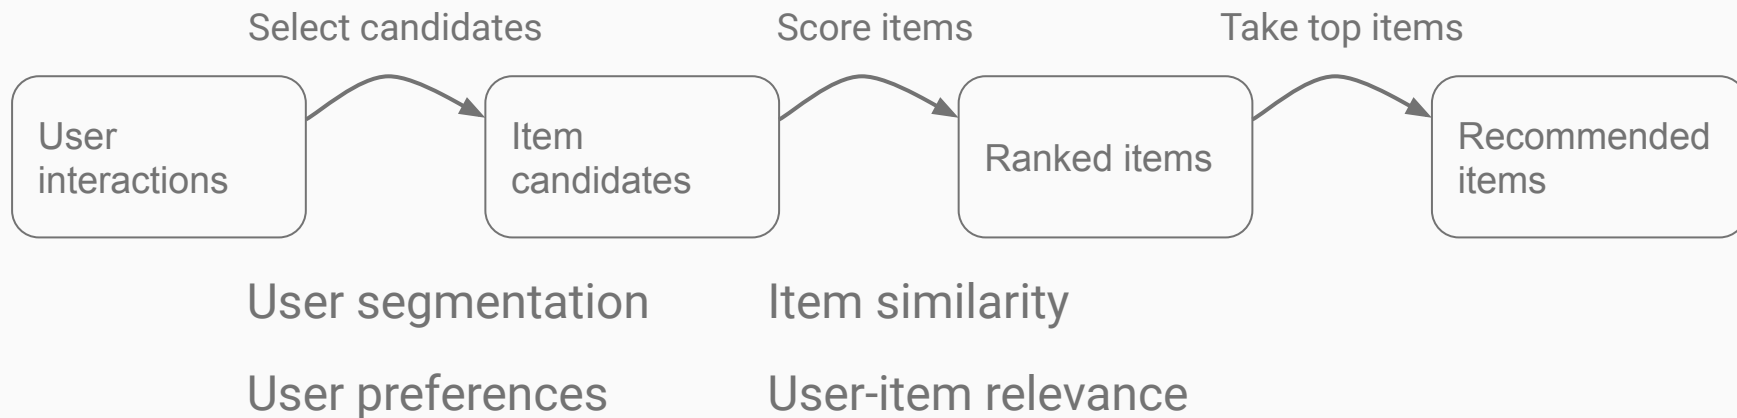 Select candidates
Score items
Take top items
User
interactions
Item
candidates
Ranked items
Recommended
items
User segmentation
Item similarity
User preferences
User-item relevance